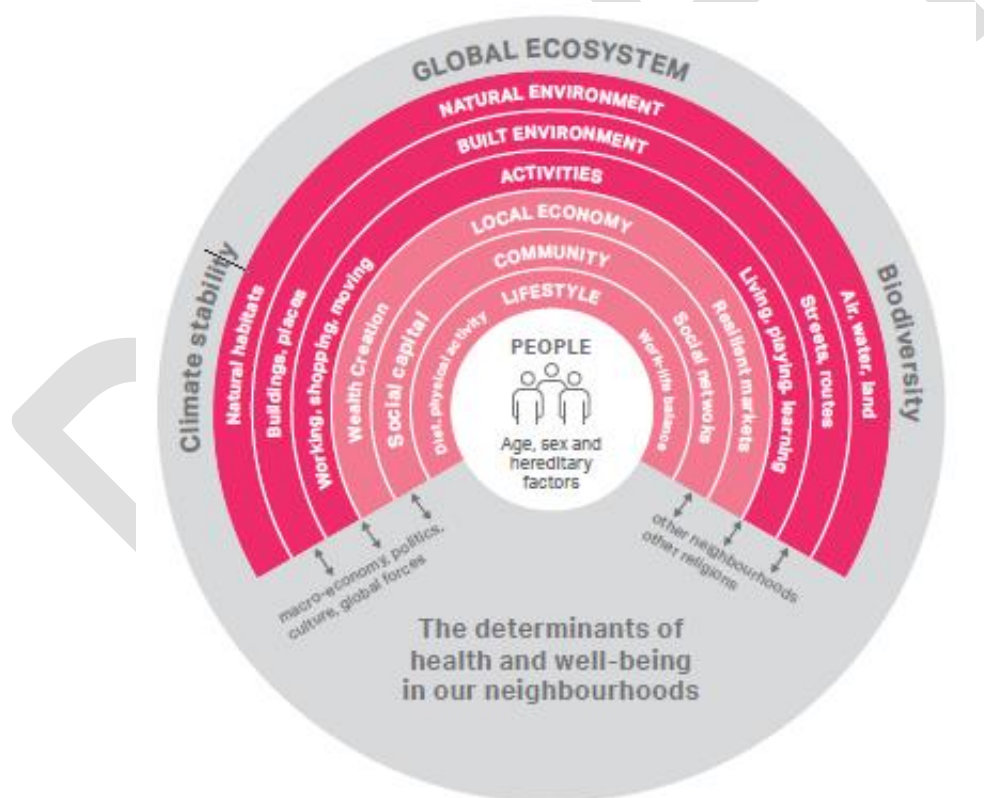 GLOBAL ECOSYSTEM
Climate stability
Biodiversity
NATURAL ENVIRONMENT
Natural habitats
Air, water, land
BUILT ENVIRONMENT
Buildings, places
Streets, routes
ACTIVITIES
Working, shopping, moving
Living, playing, learning
LOCAL ECONOMY
Wealth Creation
Resilient markets
COMMUNITY
Social capital
Social networks
LIFESTYLE
Diet, physical activity
Work-life balance
PEOPLE
Age, sex and
hereditary
factors
macro-economy, politics,
culture, global forces
other neighbourhoods
other religions
The determinants of
health and well-being
in our neighbourhoods